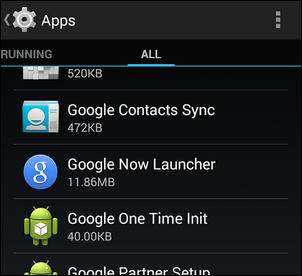 Apps
RUNNING
ALL
520KB
Google Contacts Sync
472KB
g
Google Now Launcher
11.86MB
Google One Time Init
40.00KB
Google Partner Setup